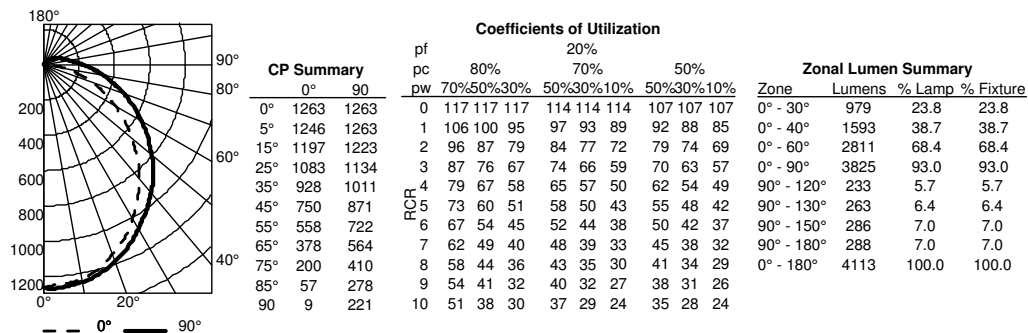 180°
90°
80°
60°
40°
200
400
600
800
1000
1200
0° 20°
0° 90°
CP Summary
0° 90
0° 1263 1263
5° 1246 1263
15° 1197 1223
25° 1083 1134
35° 928 1011
45° 750 871
55° 558 722
65° 378 564
75° 200 410
85° 57 278
90 9 221
Coefficients of Utilization
pf 20%
pc 80% 70% 50%
pw 70%50%30% 50%30%10% 50%30%10%
RCR
0 117 117 117 114 114 114 107 107 107
1 106 100 95 97 93 89 92 88 85
2 96 87 79 84 77 72 79 74 69
3 87 76 67 74 66 59 70 63 57
4 79 67 58 65 57 50 62 54 49
5 73 60 51 58 50 43 55 48 42
6 67 54 45 52 44 38 50 42 37
7 62 49 40 48 39 33 45 38 32
8 58 44 36 43 35 30 41 34 29
9 54 41 32 40 32 27 38 31 26
10 51 38 30 37 29 24 35 28 24
Zonal Lumen Summary
Zone Lumens % Lamp % Fixture
0° - 30° 979 23.8 23.8
0° - 40° 1593 38.7 38.7
0° - 60° 2811 68.4 68.4
0° - 90° 3825 93.0 93.0
90° - 120° 233 5.7 5.7
90° - 130° 263 6.4 6.4
90° - 150° 286 7.0 7.0
90° - 180° 288 7.0 7.0
0° - 180° 4113 100.0 100.0